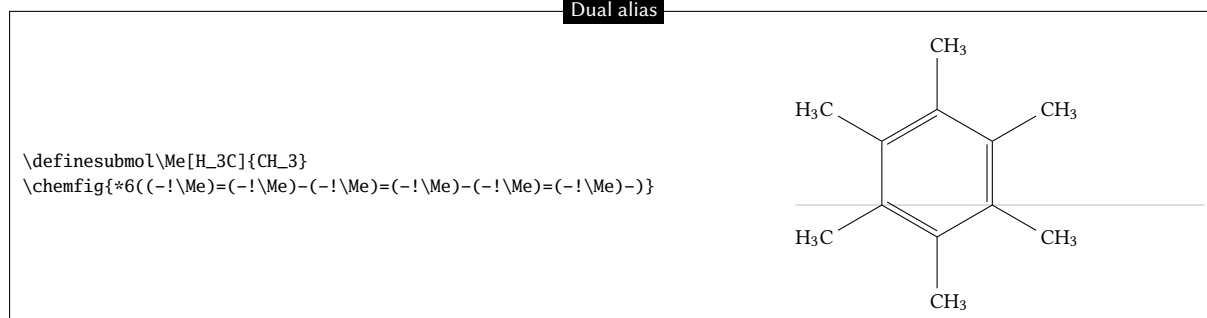 Dual alias
\definesubmol\Me[H_3C]{CH_3}
\chemfig{*6((-!\Me)=(-!\Me)-(-!\Me)=(-!\Me)-(-!\Me)=(-!\Me)-)}
CH₃
H₃C
CH₃
H₃C
CH₃
CH₃